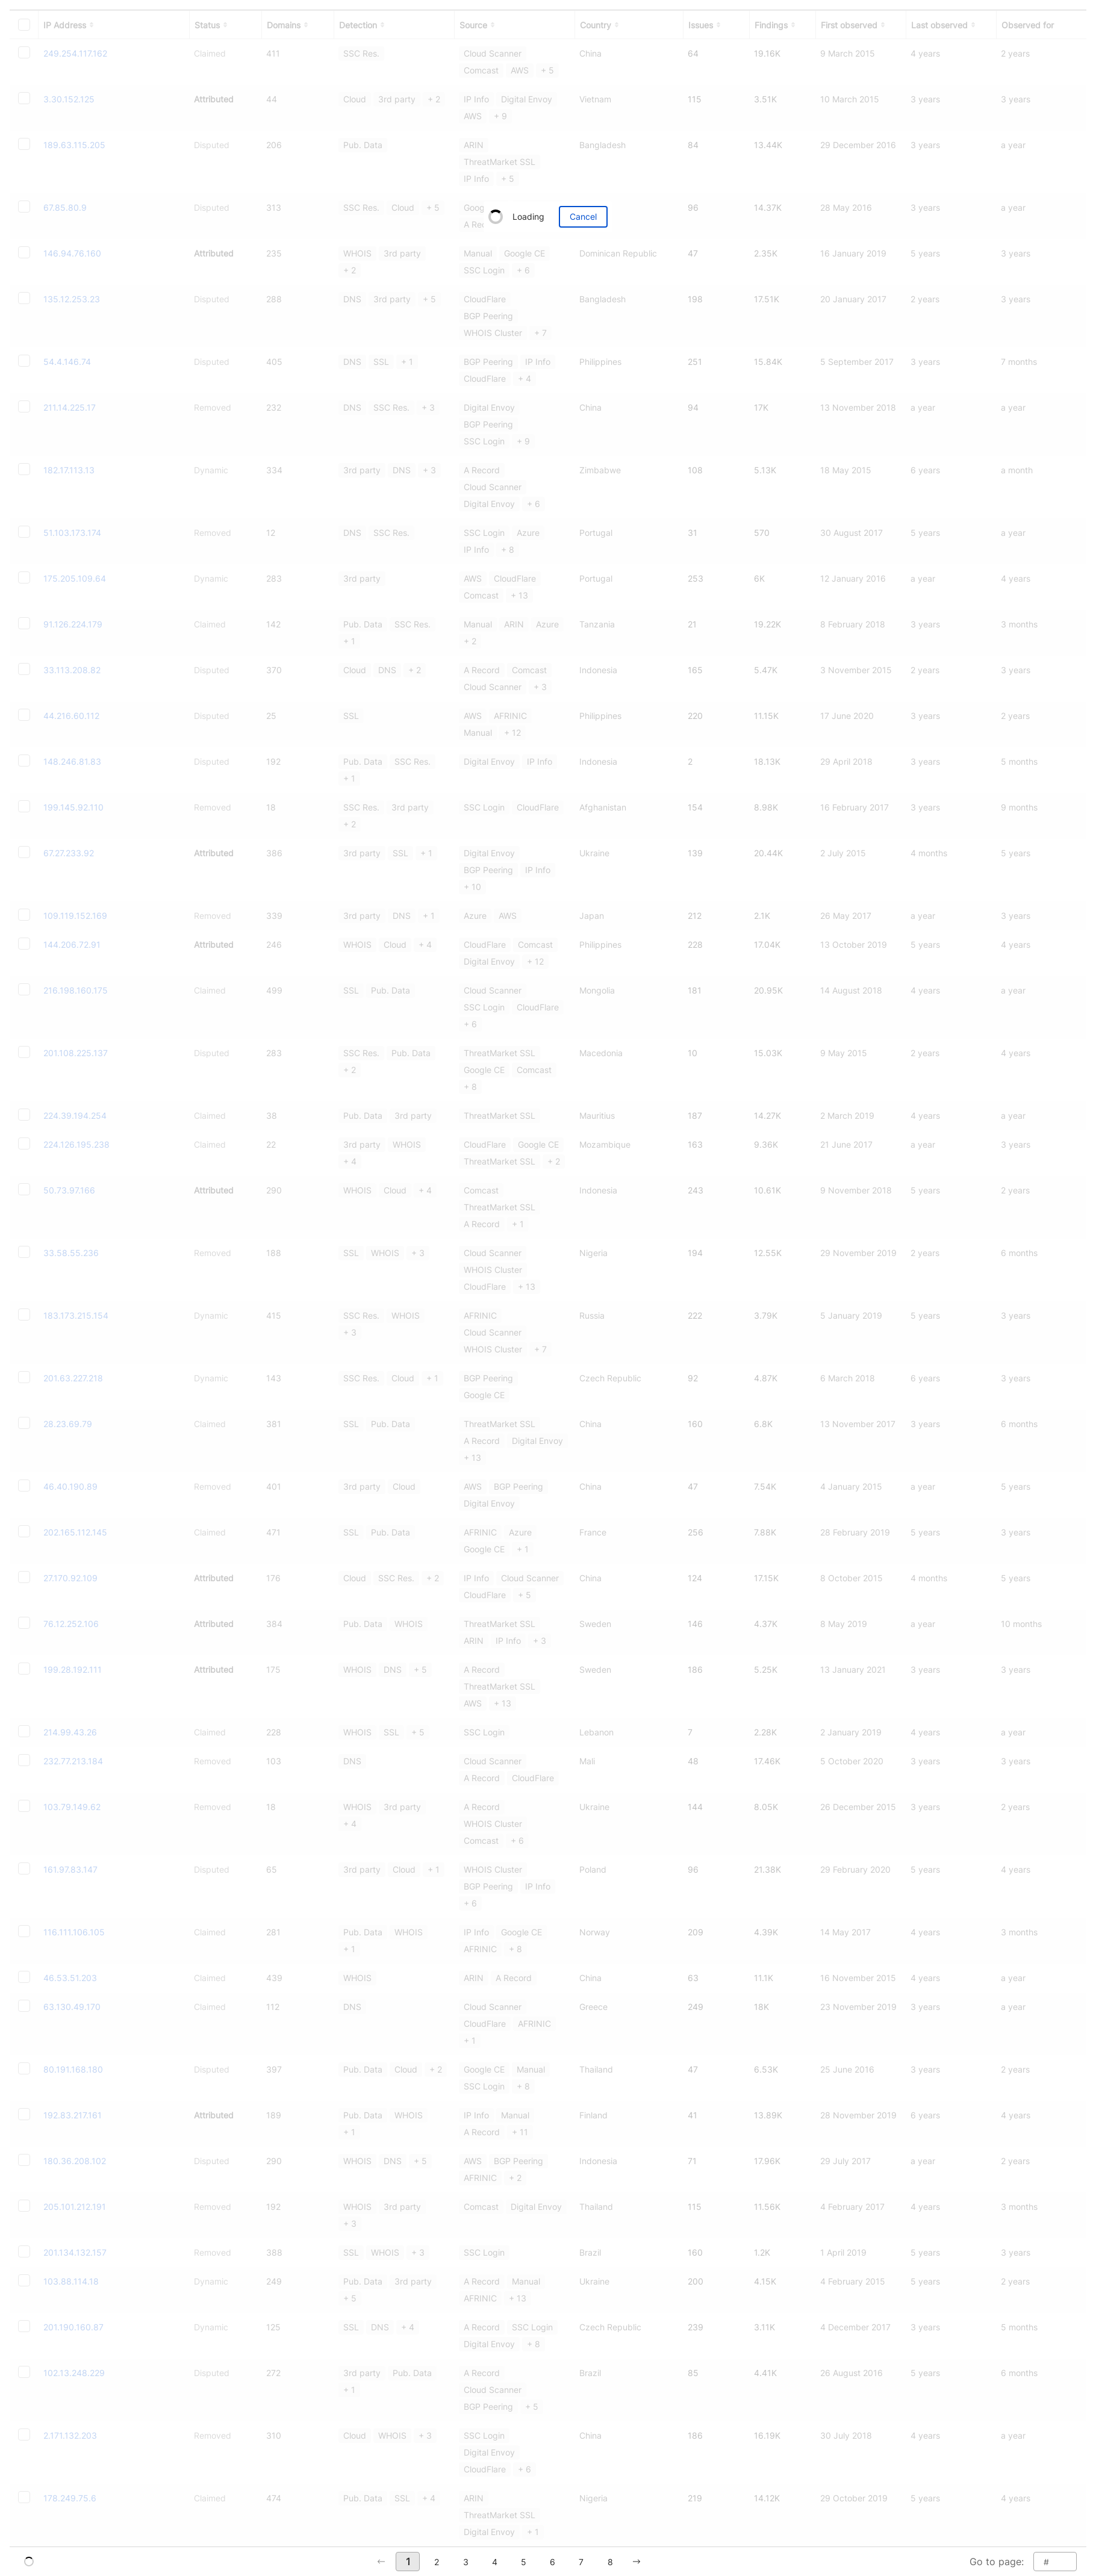 IP Address Status Domains Detection Source Country Issues Findings First observed Last observed Observed for
249.254.117.162 Claimed 411 SSC Res. Cloud Scanner China 64 19.16K 9 March 2015 4 years 2 years
Comcast AWS + 5
3.30.152.125 Attributed 44 Cloud 3rd party + 2 IP Info Digital Envoy Vietnam 115 3.51K 10 March 2015 3 years 3 years
AWS + 9
189.63.115.205 Disputed 206 Pub. Data ARIN Bangladesh 84 13.44K 29 December 2016 3 years a year
ThreatMarket SSL
IP Info + 5
67.85.80.9 Disputed 313 SSC Res. Cloud + 5 Goog 96 14.37K 28 May 2016 3 years a year
Loading Cancel
A Re
146.94.76.160 Attributed 235 WHOIS 3rd party Manual Google CE Dominican Republic 47 2.35K 16 January 2019 5 years 3 years
+ 2 SSC Login + 6
135.12.253.23 Disputed 288 DNS 3rd party + 5 CloudFlare Bangladesh 198 17.51K 20 January 2017 2 years 3 years
BGP Peering
WHOIS Cluster + 7
54.4.146.74 Disputed 405 DNS SSL + 1 BGP Peering IP Info Philippines 251 15.84K 5 September 2017 3 years 7 months
CloudFlare + 4
211.14.225.17 Removed 232 DNS SSC Res. + 3 Digital Envoy China 94 17K 13 November 2018 a year a year
BGP Peering
SSC Login + 9
182.17.113.13 Dynamic 334 3rd party DNS + 3 A Record Zimbabwe 108 5.13K 18 May 2015 6 years a month
Cloud Scanner
Digital Envoy + 6
51.103.173.174 Removed 12 DNS SSC Res. SSC Login Azure Portugal 31 570 30 August 2017 5 years a year
IP Info + 8
175.205.109.64 Dynamic 283 3rd party AWS CloudFlare Portugal 253 6K 12 January 2016 a year 4 years
Comcast + 13
91.126.224.179 Claimed 142 Pub. Data SSC Res. Manual ARIN Azure Tanzania 21 19.22K 8 February 2018 3 years 3 months
+ 1 + 2
33.113.208.82 Disputed 370 Cloud DNS + 2 A Record Comcast Indonesia 165 5.47K 3 November 2015 2 years 3 years
Cloud Scanner + 3
44.216.60.112 Disputed 25 SSL AWS AFRINIC Philippines 220 11.15K 17 June 2020 3 years 2 years
Manual + 12
148.246.81.83 Disputed 192 Pub. Data SSC Res. Digital Envoy IP Info Indonesia 2 18.13K 29 April 2018 3 years 5 months
+ 1
199.145.92.110 Removed 18 SSC Res. 3rd party SSC Login CloudFlare Afghanistan 154 8.98K 16 February 2017 3 years 9 months
+ 2
67.27.233.92 Attributed 386 3rd party SSL + 1 Digital Envoy Ukraine 139 20.44K 2 July 2015 4 months 5 years
BGP Peering IP Info
+ 10
109.119.152.169 Removed 339 3rd party DNS + 1 Azure AWS Japan 212 2.1K 26 May 2017 a year 3 years
144.206.72.91 Attributed 246 WHOIS Cloud + 4 CloudFlare Comcast Philippines 228 17.04K 13 October 2019 5 years 4 years
Digital Envoy + 12
216.198.160.175 Claimed 499 SSL Pub. Data Cloud Scanner Mongolia 181 20.95K 14 August 2018 4 years a year
SSC Login CloudFlare
+ 6
201.108.225.137 Disputed 283 SSC Res. Pub. Data ThreatMarket SSL Macedonia 10 15.03K 9 May 2015 2 years 4 years
+ 2 Google CE Comcast
+ 8
224.39.194.254 Claimed 38 Pub. Data 3rd party ThreatMarket SSL Mauritius 187 14.27K 2 March 2019 4 years a year
224.126.195.238 Claimed 22 3rd party WHOIS CloudFlare Google CE Mozambique 163 9.36K 21 June 2017 a year 3 years
+ 4 ThreatMarket SSL + 2
50.73.97.166 Attributed 290 WHOIS Cloud + 4 Comcast Indonesia 243 10.61K 9 November 2018 5 years 2 years
ThreatMarket SSL
A Record + 1
33.58.55.236 Removed 188 SSL WHOIS + 3 Cloud Scanner Nigeria 194 12.55K 29 November 2019 2 years 6 months
WHOIS Cluster
CloudFlare + 13
163.173.215.154 Dynamic 415 SSC Res. WHOIS AFRINIC Russia 222 3.79K 5 January 2019 5 years 3 years
+ 3 Cloud Scanner
WHOIS Cluster + 7
201.63.227.218 Dynamic 143 SSC Res. Cloud + 1 BGP Peering Czech Republic 92 4.87K 6 March 2018 6 years 3 years
Google CE
28.23.69.79 Claimed 381 SSL Pub. Data ThreatMarket SSL China 160 6.8K 13 November 2017 3 years 6 months
A Record Digital Envoy
+ 13
46.40.190.89 Removed 401 3rd party Cloud AWS BGP Peering China 47 7.54K 4 January 2015 a year 5 years
Digital Envoy
202.165.112.145 Claimed 471 SSL Pub. Data AFRINIC Azure France 256 7.88K 28 February 2019 5 years 3 years
Google CE + 1
27.170.92.109 Attributed 176 Cloud SSC Res. + 2 IP Info Cloud Scanner China 124 17.15K 8 October 2015 4 months 5 years
CloudFlare + 5
76.12.252.106 Attributed 384 Pub. Data WHOIS ThreatMarket SSL Sweden 146 4.37K 8 May 2019 a year 10 months
ARIN IP Info + 3
199.28.192.111 Attributed 175 WHOIS DNS + 5 A Record Sweden 186 5.25K 13 January 2021 3 years 3 years
ThreatMarket SSL
AWS + 13
214.99.43.26 Claimed 228 WHOIS SSL + 5 SSC Login Lebanon 7 2.28K 2 January 2019 4 years a year
232.77.213.184 Removed 103 DNS Cloud Scanner Mali 48 17.46K 5 October 2020 3 years 3 years
A Record CloudFlare
103.79.149.62 Removed 18 WHOIS 3rd party A Record Ukraine 144 8.05K 26 December 2015 3 years 2 years
+ 4 WHOIS Cluster
Comcast + 6
161.97.83.147 Disputed 65 3rd party Cloud + 1 WHOIS Cluster Poland 96 21.38K 29 February 2020 5 years 4 years
BGP Peering IP Info
+ 6
116.111.106.105 Claimed 281 Pub. Data WHOIS IP Info Google CE Norway 209 4.39K 14 May 2017 4 years 3 months
+ 1 AFRINIC + 8
46.53.51.203 Claimed 439 WHOIS ARIN A Record China 63 11.1K 16 November 2015 4 years a year
63.130.49.170 Claimed 112 DNS Cloud Scanner Greece 249 18K 23 November 2019 3 years a year
CloudFlare AFRINIC
+ 1
80.191.168.180 Disputed 397 Pub. Data Cloud + 2 Google CE Manual Thailand 47 6.53K 25 June 2016 3 years 2 years
SSC Login + 8
192.83.217.161 Attributed 189 Pub. Data WHOIS IP Info Manual Finland 41 13.89K 28 November 2019 6 years 4 years
+ 1 A Record + 11
180.36.208.102 Disputed 290 WHOIS DNS + 5 AWS BGP Peering Indonesia 71 17.96K 29 July 2017 a year 2 years
AFRINIC + 2
205.101.212.191 Removed 192 WHOIS 3rd party Comcast Digital Envoy Thailand 115 11.56K 4 February 2017 4 years 3 months
+ 3
201.134.132.157 Removed 388 SSL WHOIS + 3 SSC Login Brazil 160 1.2K 1 April 2019 5 years 3 years
103.88.114.16 Dynamic 249 Pub. Data 3rd party A Record Manual Ukraine 200 4.15K 4 February 2015 5 years 2 years
+ 5 AFRINIC + 13
201.190.160.87 Dynamic 125 SSL DNS + 4 A Record SSC Login Czech Republic 239 3.11K 4 December 2017 3 years 5 months
Digital Envoy + 8
102.13.248.229 Disputed 272 3rd party Pub. Data A Record Brazil 85 4.41K 26 August 2016 5 years 6 months
+ 1 Cloud Scanner
BGP Peering + 5
2.171.132.203 Removed 310 Cloud WHOIS + 3 SSC Login China 186 16.19K 30 July 2018 4 years a year
Digital Envoy
CloudFlare + 6
178.249.75.6 Claimed 474 Pub. Data SSL + 4 ARIN Nigeria 219 14.12K 29 October 2019 5 years 4 years
ThreatMarket SSL
Digital Envoy + 1
← 1 2 3 4 5 6 7 8 → Go to page: #